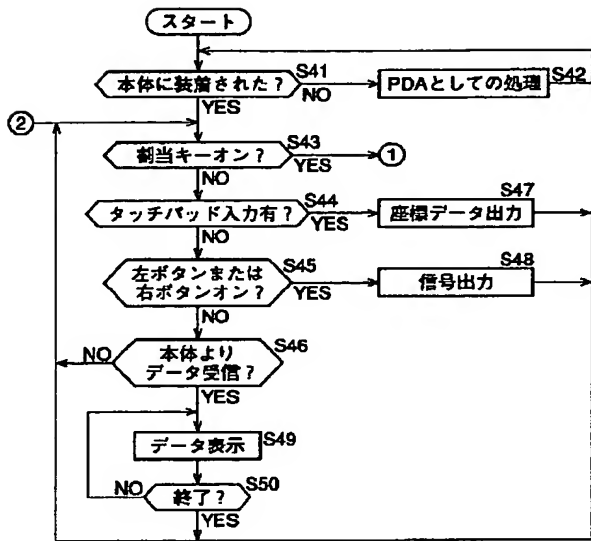 スタート
本体に装着された?
S41
NO
YES
PDAとしての処理
S42
②
割当キーオン?
S43
YES
①
NO
タッチパッド入力有?
S44
YES
座標データ出力
S47
NO
左ボタンまたは
右ボタンオン?
S45
YES
信号出力
S48
NO
本体より
データ受信?
S46
NO
YES
データ表示
S49
終了?
S50
NO
YES